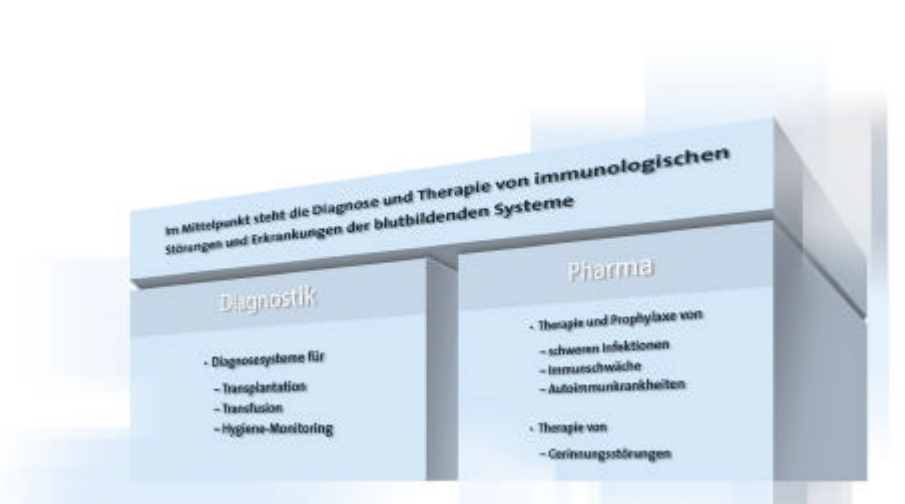 Im Mittelpunkt steht die Diagnose und Therapie von immunologischen
Störungen und Erkrankungen der blutbildenden Systeme
Diagnostik
• Diagnosesysteme für
– Transplantation
– Transfusion
– Hygiene-Monitoring
Pharma
• Therapie und Prophylaxe von
– schweren Infektionen
– Immunschwäche
– Autoimmunkrankheiten
• Therapie von
– Gerinnungsstörungen